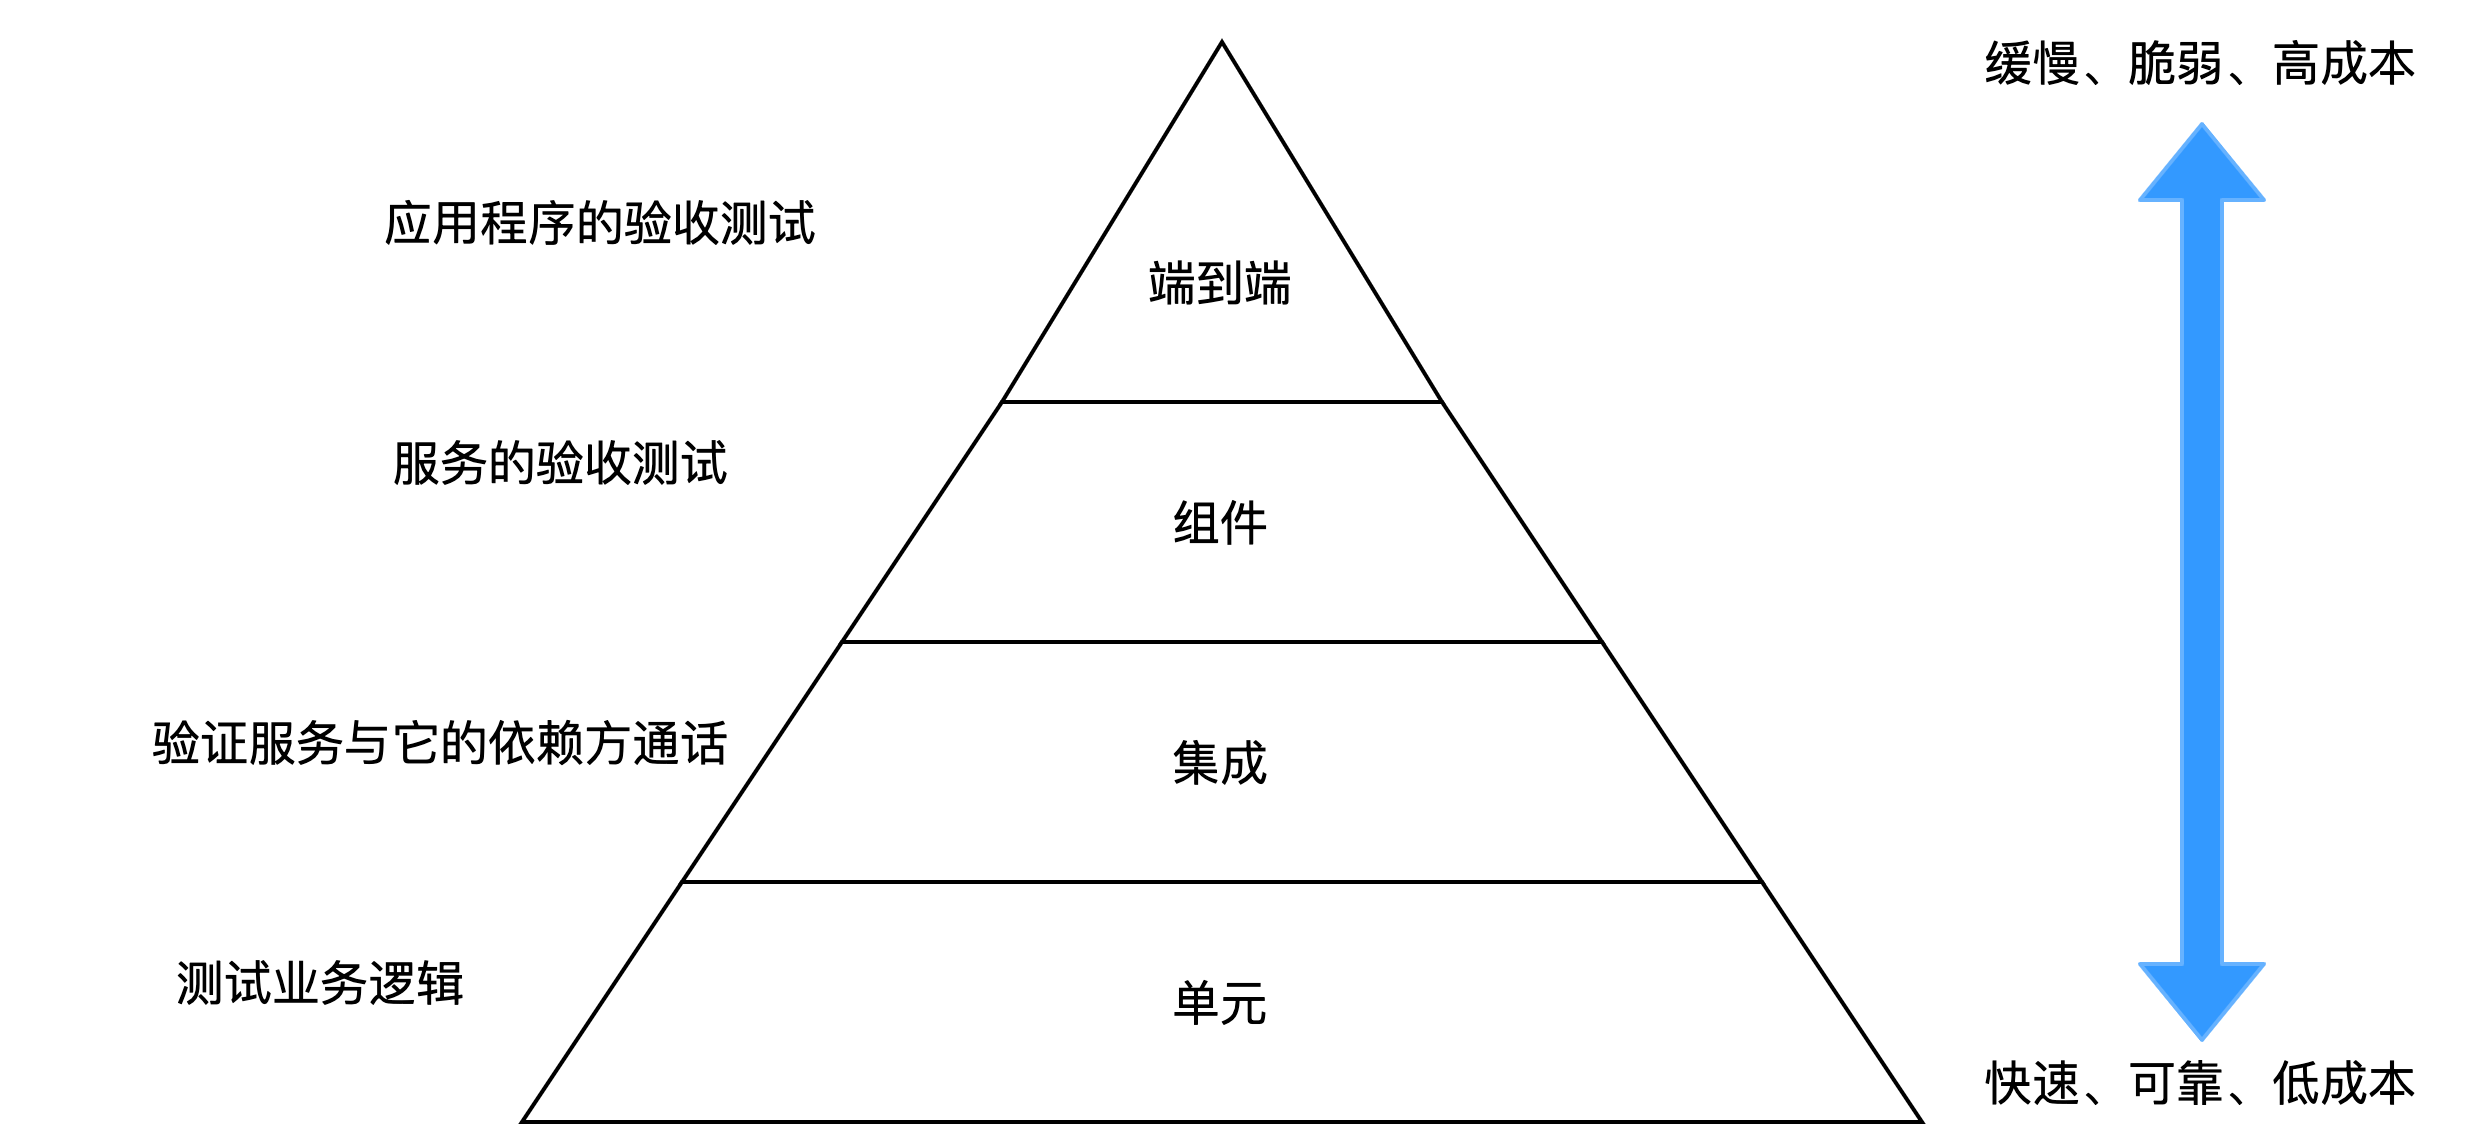 缓慢、脆弱、高成本
应用程序的验收测试
端到端
服务的验收测试
组件
验证服务与它的依赖方通话
集成
测试业务逻辑
单元
快速、可靠、低成本